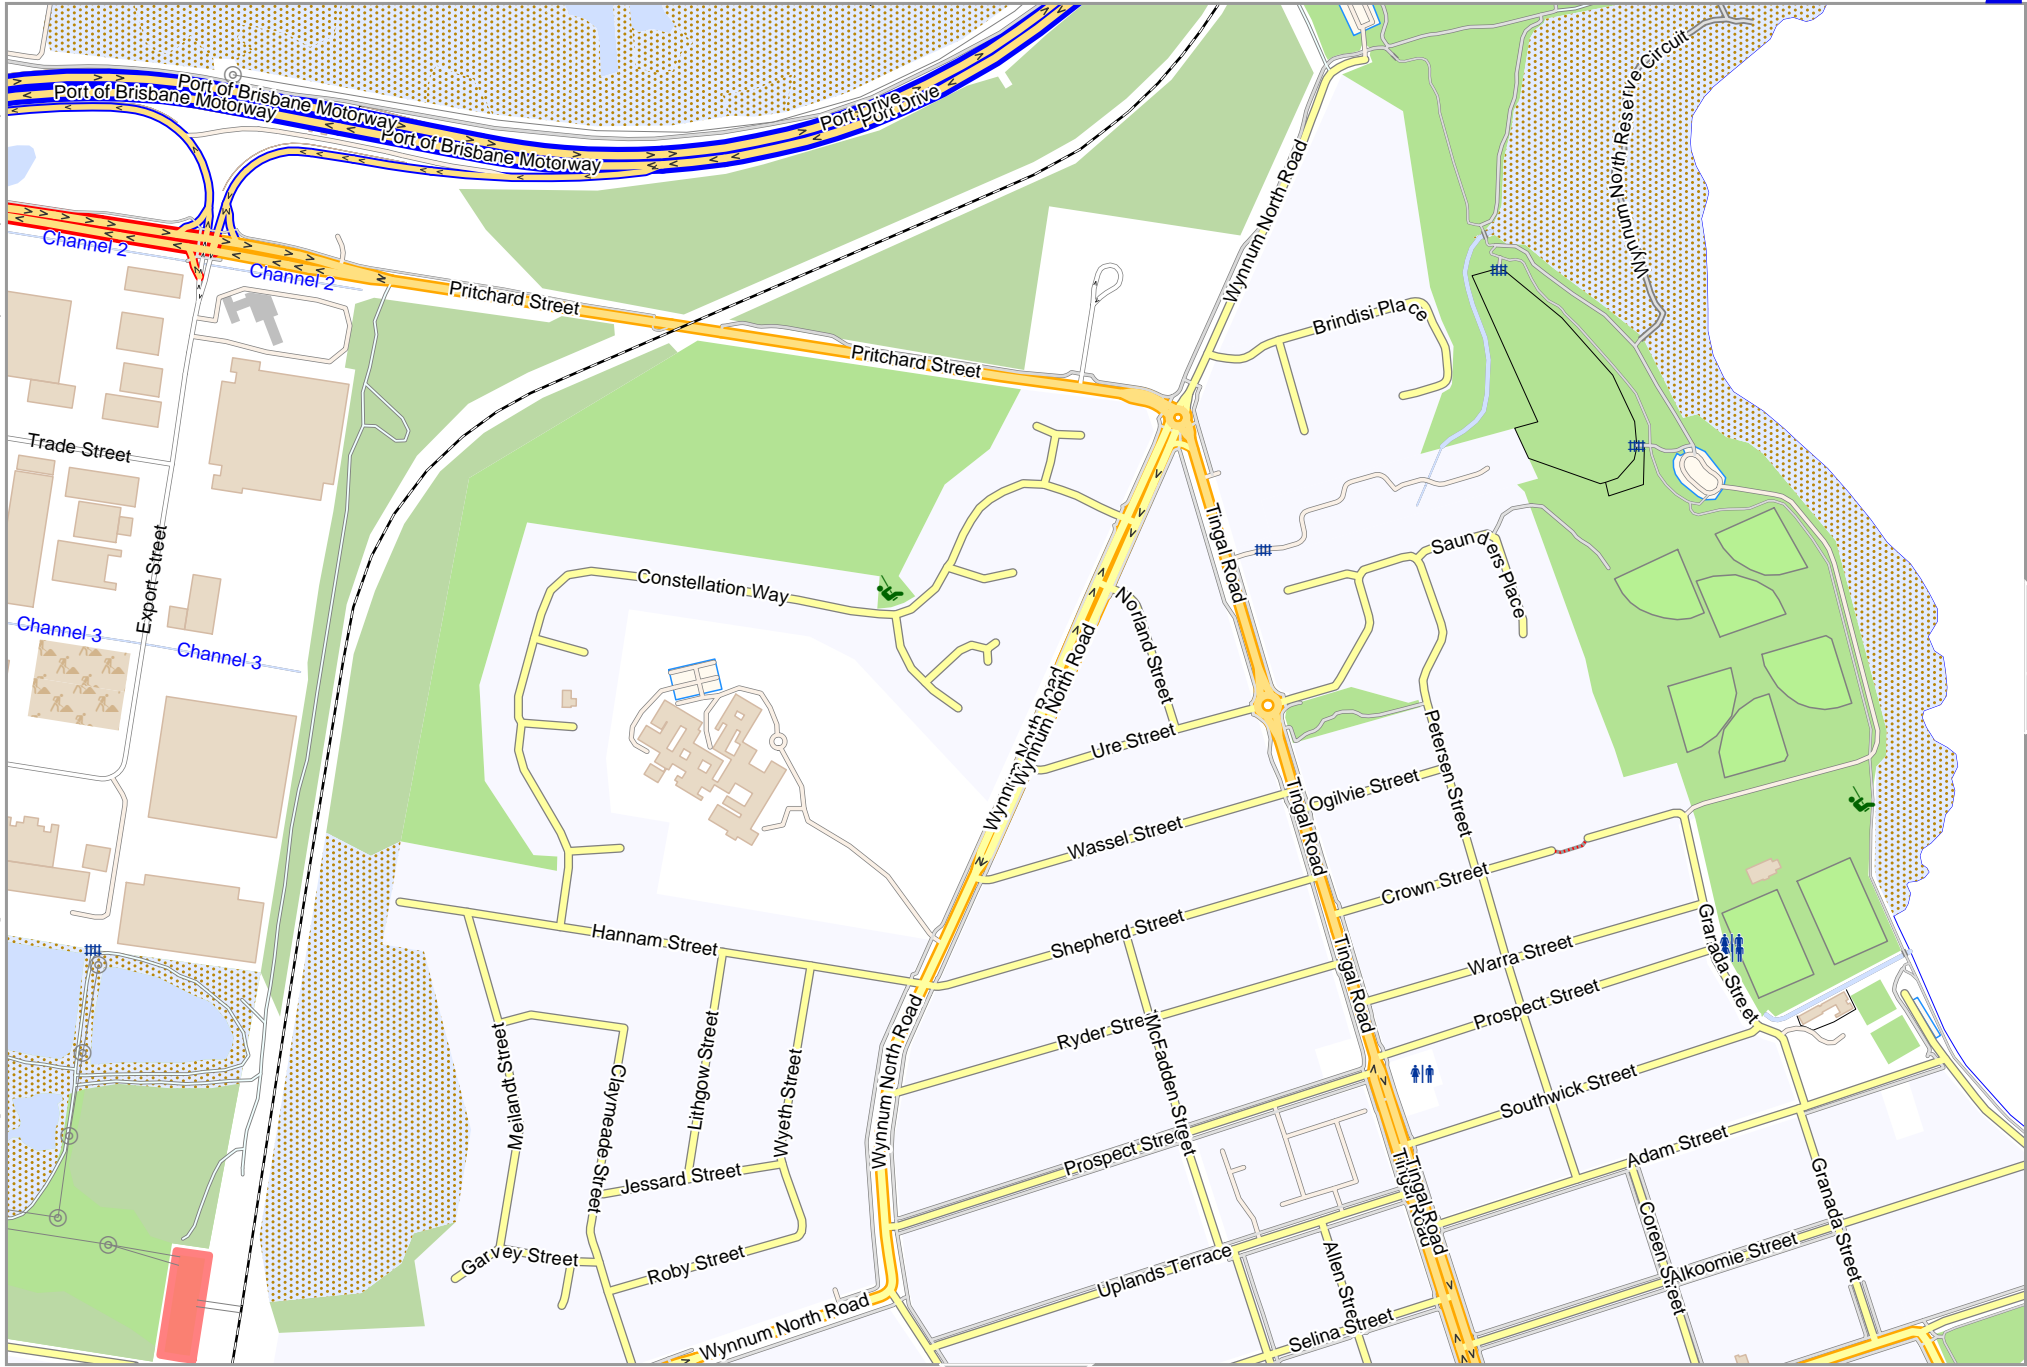 Port of Brisbane Motorway
Port of Brisbane Motorway
Port of Brisbane Motorway
Port Drive
Port Drive
Wynnum North Reserve Circuit
Wynnum North Road
Channel 2
Channel 2
Pritchard Street
Pritchard Street
Brindisi Place
Trade Street
Export Street
Tingal Road
Saunders Place
Constellation Way
Norland Street
Channel 3
Channel 3
Wynnum North Road
Wynnum North Road
Ure Street
Petersen Street
Ogilvie Street
Tingal Road
Wassel Street
Crown Street
Granada Street
Hannam Street
Shepherd Street
Warra Street
Tingal Road
Prospect Street
Ryder Street
McFadden Street
Wynnum North Road
Meilandt Street
Claymeade Street
Lithgow Street
Wyeth Street
Southwick Street
Prospect Street
Adam Street
Jessard Street
Granada Street
Tingal Road
Tingal Road
Coreen Street
Garvey Street
Roby Street
Uplands Terrace
Allen Street
Alkoomie Street
Selina Street
Wynnum North Road